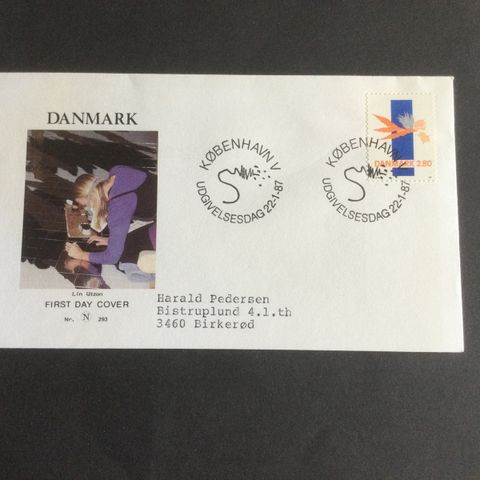 DANMARK
KØBENHAVN V
UDGIVELSESDAG 22-1-87
KØBENHAVN V
UDGIVELSESDAG 22-1-87
DANMARK 2.80
Lin Utzon
FIRST DAY COVER
Nr. N 293
Harald Pedersen
Bistruplund 4.1.th
3460 Birkerød